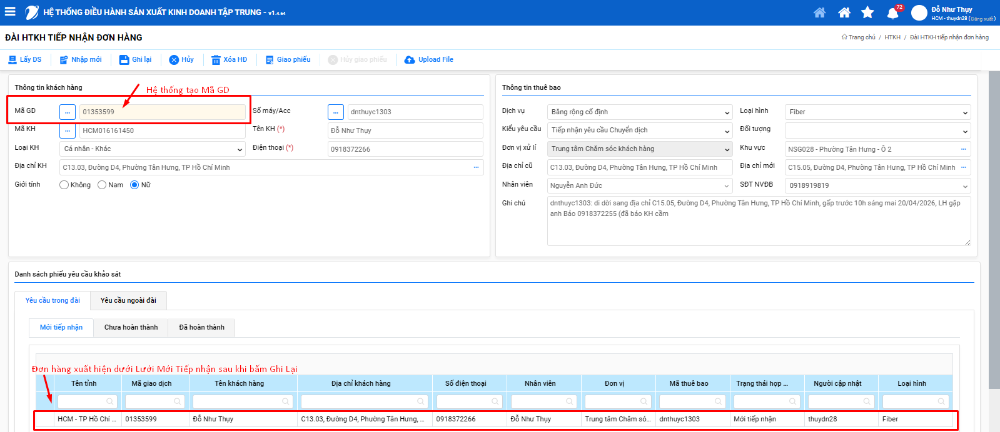 HỆ THỐNG ĐIỀU HÀNH SẢN XUẤT KINH DOANH TẬP TRUNG - v1.4.64
72
Đỗ Như Thụy
HCM - thuydn28 (Đăng xuất)
ĐÀI HTKH TIẾP NHẬN ĐƠN HÀNG
Trang chủ / HTKH / Đài HTKH tiếp nhận đơn hàng
Lấy DS
Nhập mới
Ghi lại
Hủy
Xóa HĐ
Giao phiếu
Hủy giao phiếu
Upload File
Thông tin khách hàng
Hệ thống tạo Mã GD
Mã GD ... 01353599
Số máy/Acc ... dnthuyc1303
Mã KH ... HCM016161450
Tên KH (*) Đỗ Như Thụy
Loại KH Cá nhân - Khác
Điện thoại (*) 0918372266
Địa chỉ KH C13.03, Đường D4, Phường Tân Hưng, TP Hồ Chí Minh ...
Giới tính Không Nam Nữ
Thông tin thuê bao
Dịch vụ Băng rộng cố định
Loại hình Fiber
Kiểu yêu cầu Tiếp nhận yêu cầu Chuyển dịch
Đối tượng
Đơn vị xử lí Trung tâm Chăm sóc khách hàng
Khu vực NSG028 - Phường Tân Hưng - Ô 2 ...
Địa chỉ cũ C13.03, Đường D4, Phường Tân Hưng, TP Hồ Chí Minh
Địa chỉ mới C15.05, Đường D4, Phường Tân Hưng, TP Hồ Chí Minh ...
Nhân viên Nguyễn Anh Đức
SĐT NVĐB 0918919819
Ghi chú dnthuyc1303: di dời sang địa chỉ C15.05, Đường D4, Phường Tân Hưng, TP Hồ Chí Minh, gấp trước 10h sáng mai 20/04/2026, LH gặp
anh Bảo 0918372255 (đã báo KH cầm
Danh sách phiếu yêu cầu khảo sát
Yêu cầu trong đài Yêu cầu ngoài đài
Mới tiếp nhận Chưa hoàn thành Đã hoàn thành
Đơn hàng xuất hiện dưới Lưới Mới Tiếp nhận sau khi bấm Ghi Lại
Tên tỉnh Mã giao dịch Tên khách hàng Địa chỉ khách hàng Số điện thoại Nhân viên Đơn vị Mã thuê bao Trạng thái hợp ... Người cập nhật Loại hình
HCM - TP Hồ Chí ... 01353599 Đỗ Như Thụy C13.03, Đường D4, Phường Tân Hưng, ... 0918372266 Đỗ Như Thụy Trung tâm Chăm só... dnthuyc1303 Mới tiếp nhận thuydn28 Fiber